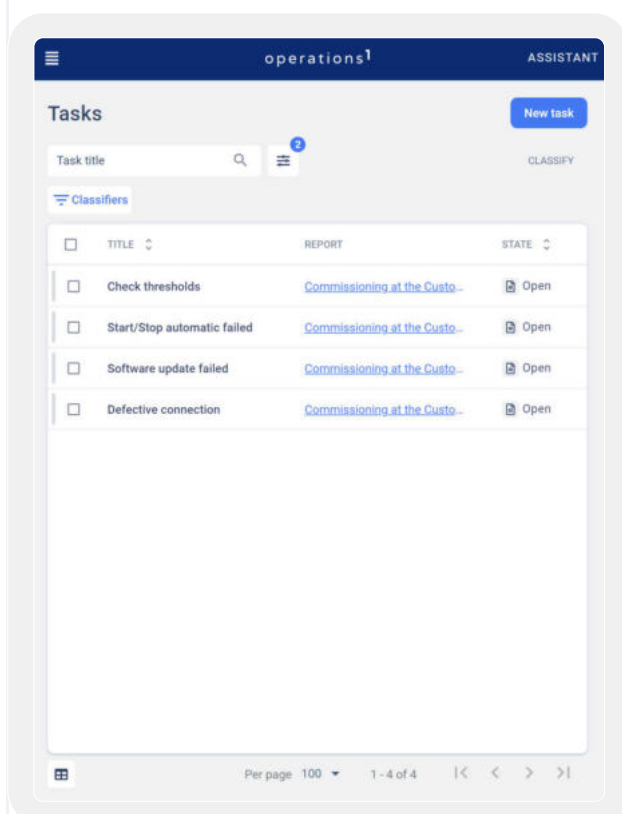 operations1 ASSISTANT
Tasks New task
2
Task title CLASSIFY
Classifiers
TITLE REPORT STATE
Check thresholds Commissioning at the Custo... Open
Start/Stop automatic failed Commissioning at the Custo... Open
Software update failed Commissioning at the Custo... Open
Defective connection Commissioning at the Custo... Open
Per page 100 1 - 4 of 4